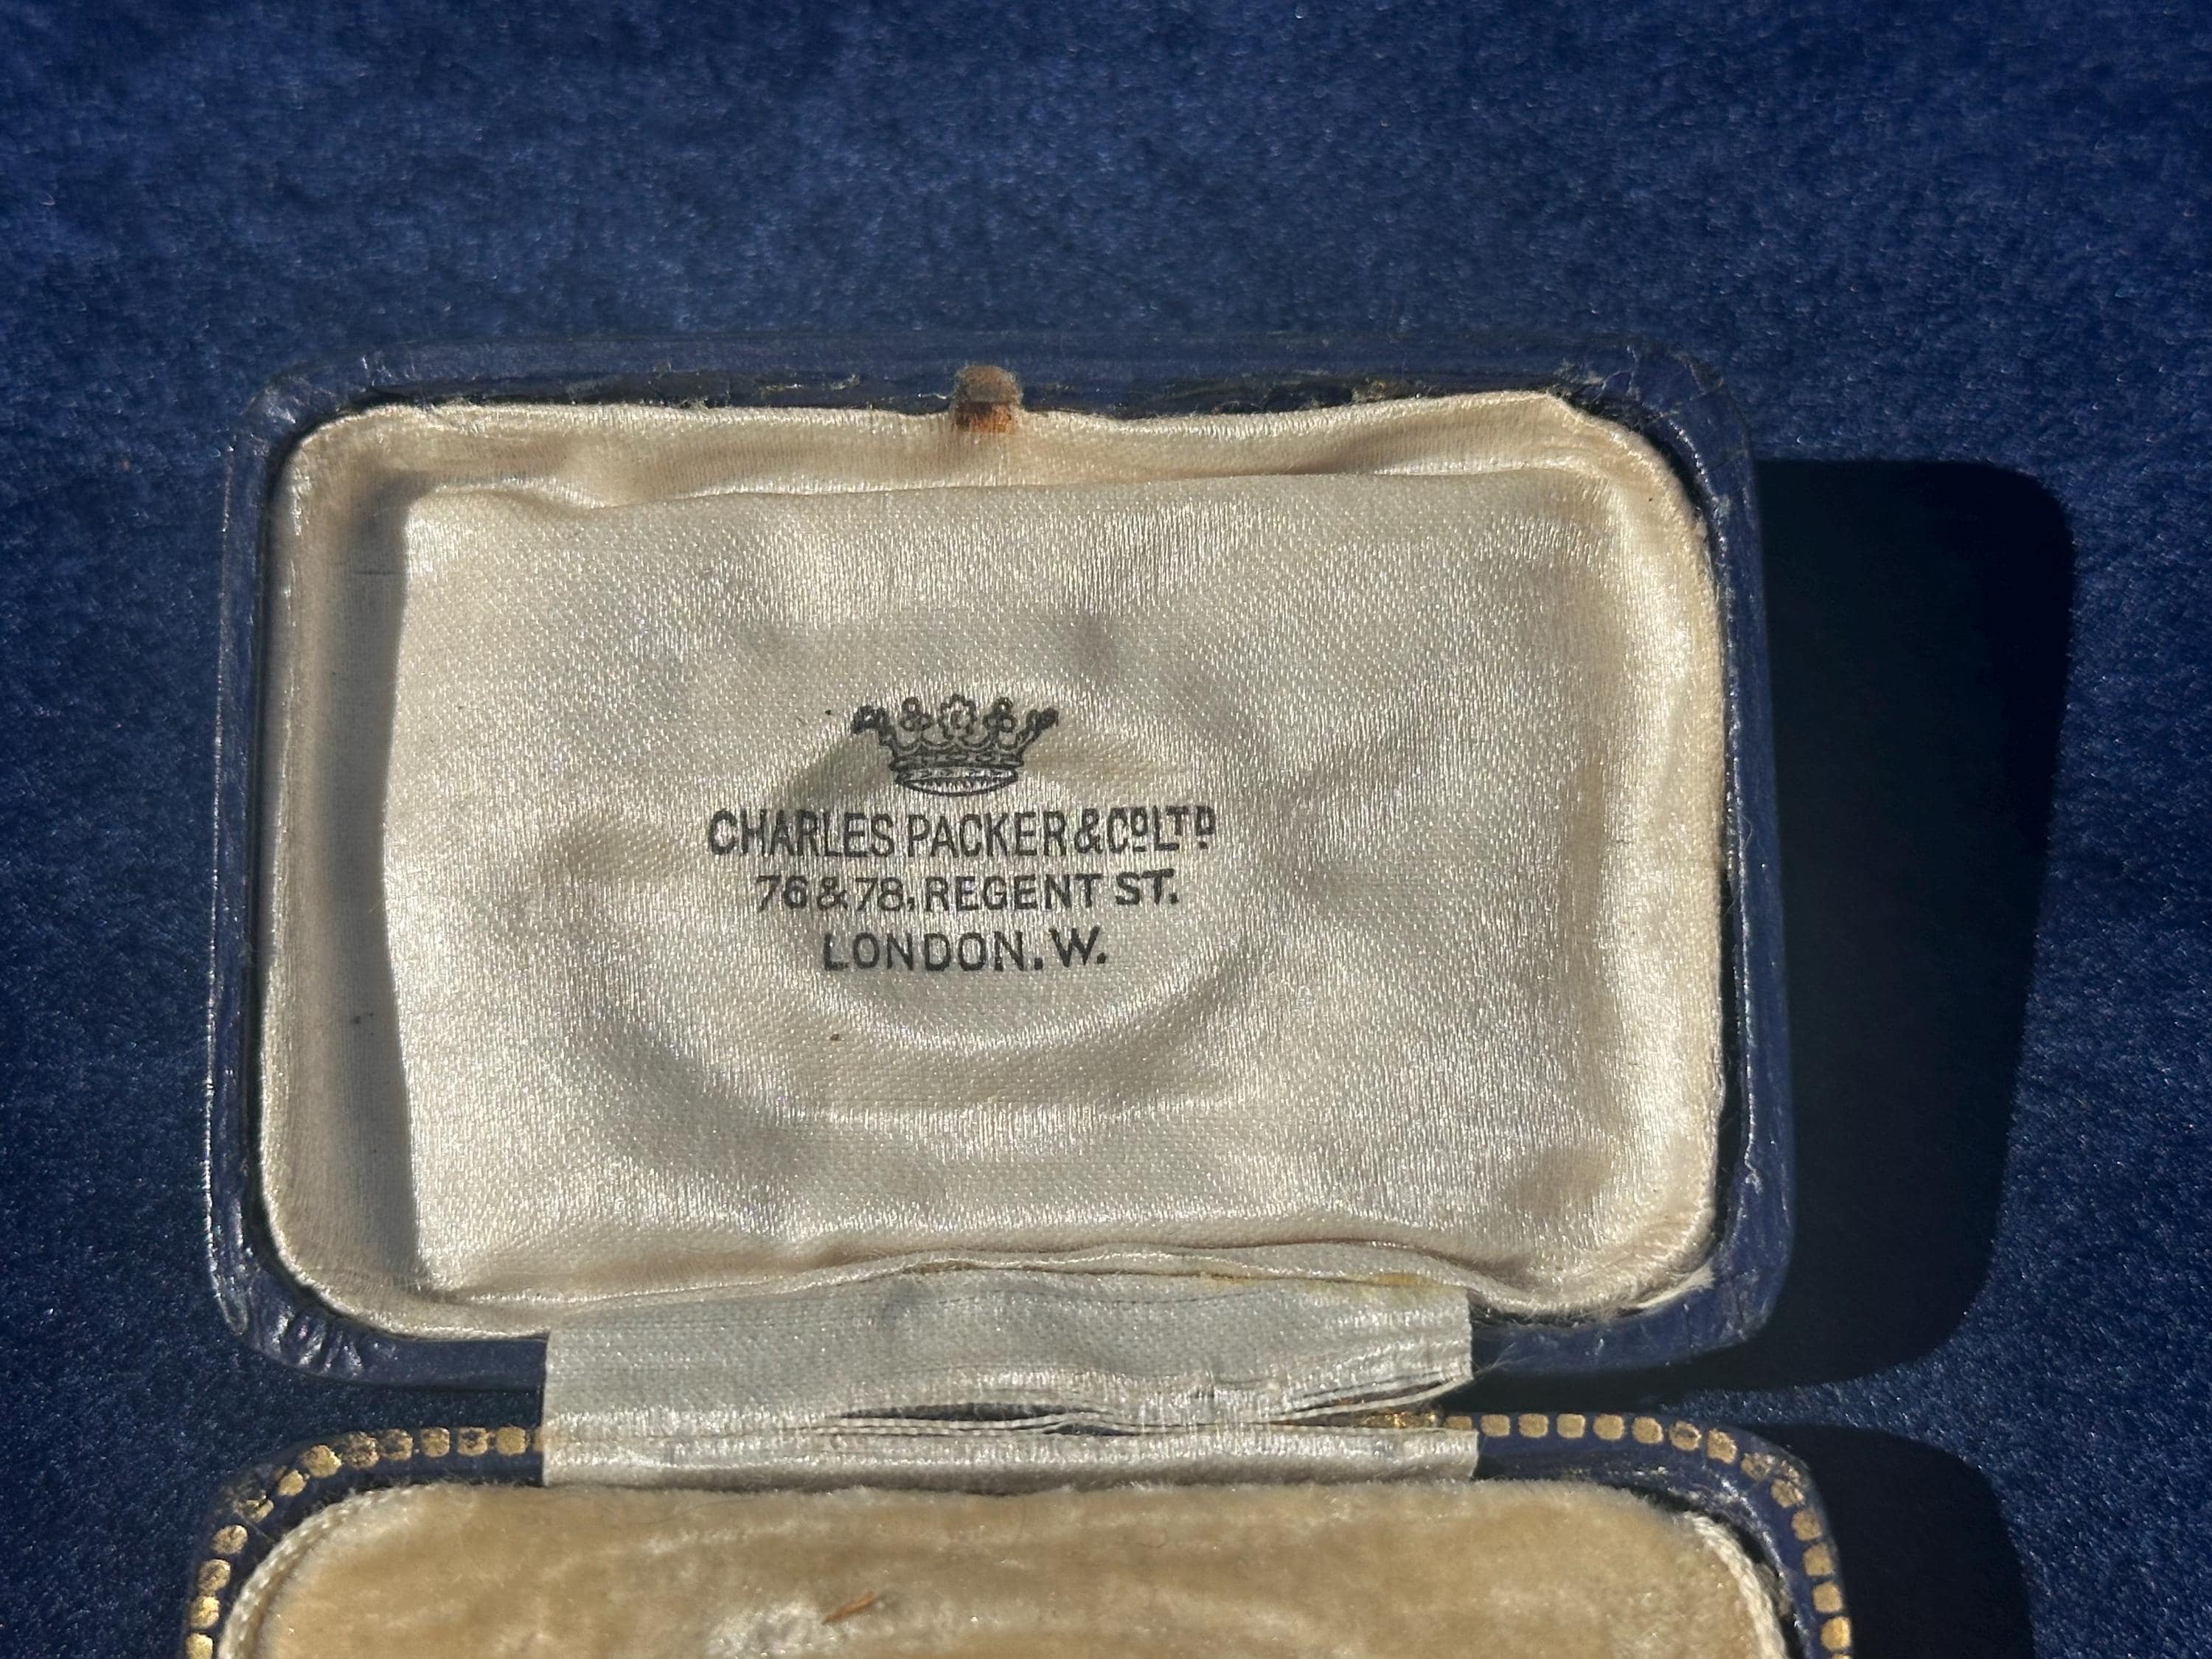 CHARLES PACKER & CO LTD
76 & 78, REGENT ST.
LONDON. W.